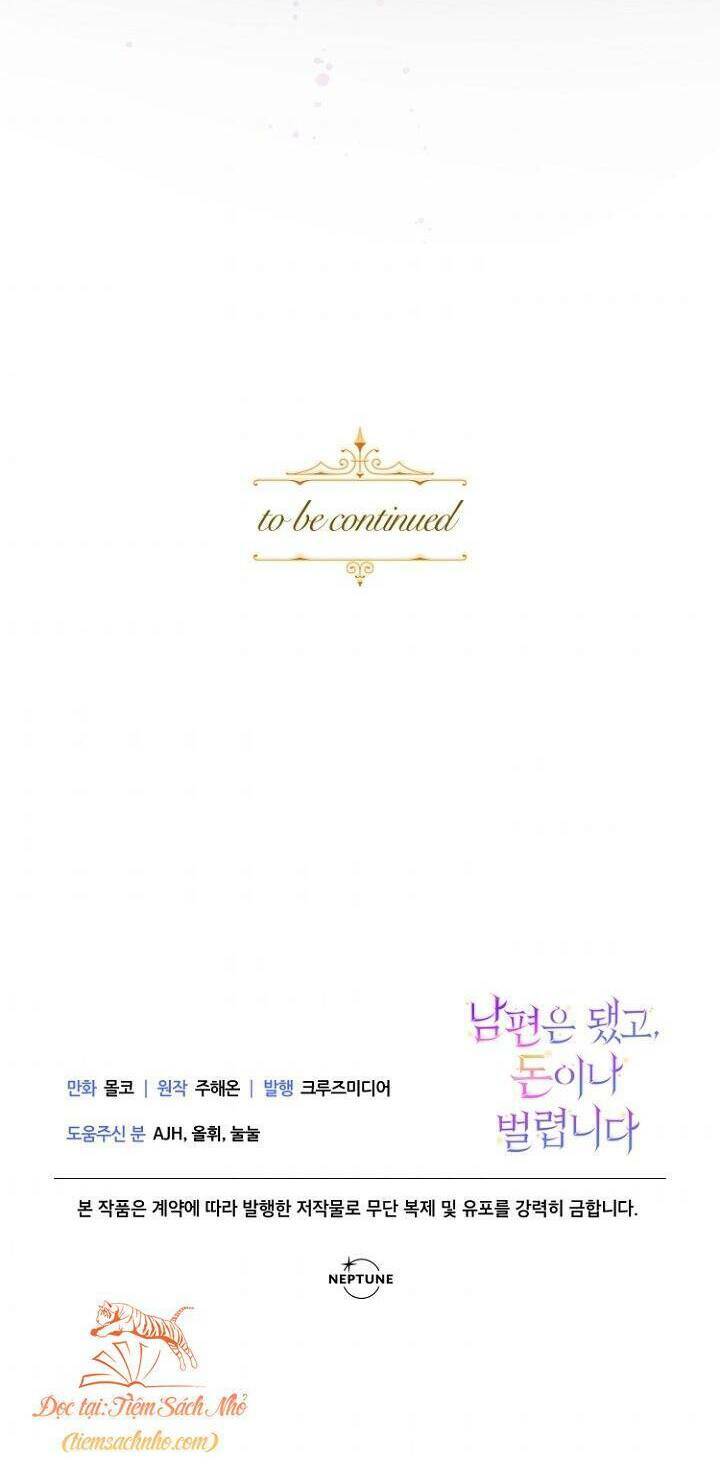 to be continued
남편은 됐고,
돈이나
벌렵니다
만화 몰코 | 원작 주해온 | 발행 크루즈미디어
도움주신 분 AJH, 올휘, 눌눌
본 작품은 계약에 따라 발행한 저작물로 무단 복제 및 유포를 강력히 금합니다.
NEPTUNE
Đọc tại: Tiệm Sách Nhỏ
(tiemsachnho.com)